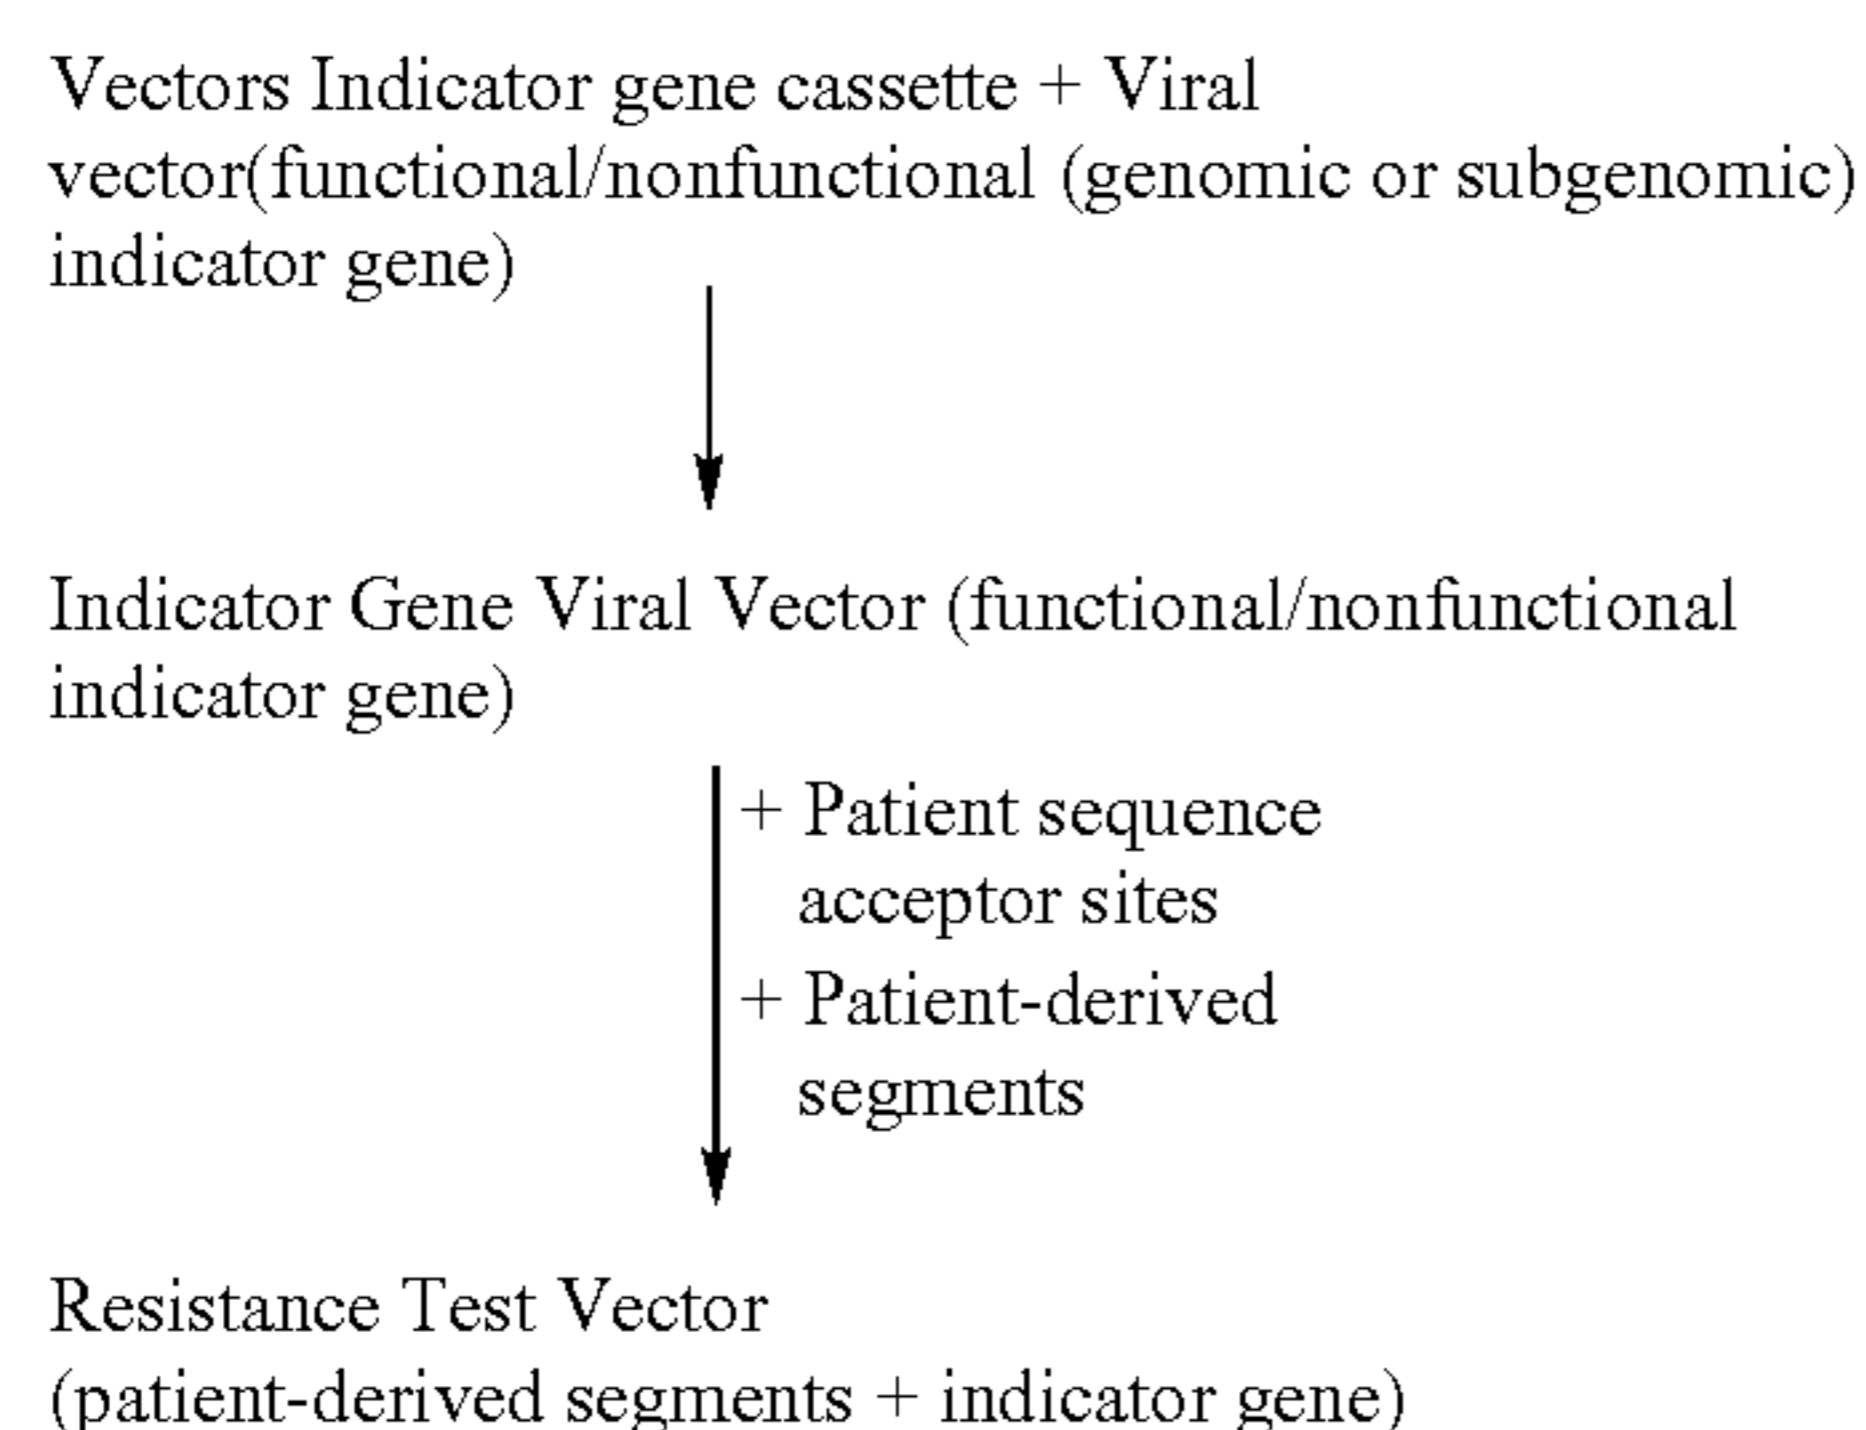 Vectors Indicator gene cassette + Viral
vector(functional/nonfunctional (genomic or subgenomic)
indicator gene)
Indicator Gene Viral Vector (functional/nonfunctional
indicator gene)
+ Patient sequence
acceptor sites
+ Patient-derived
segments
Resistance Test Vector
(patient-derived segments + indicator gene)